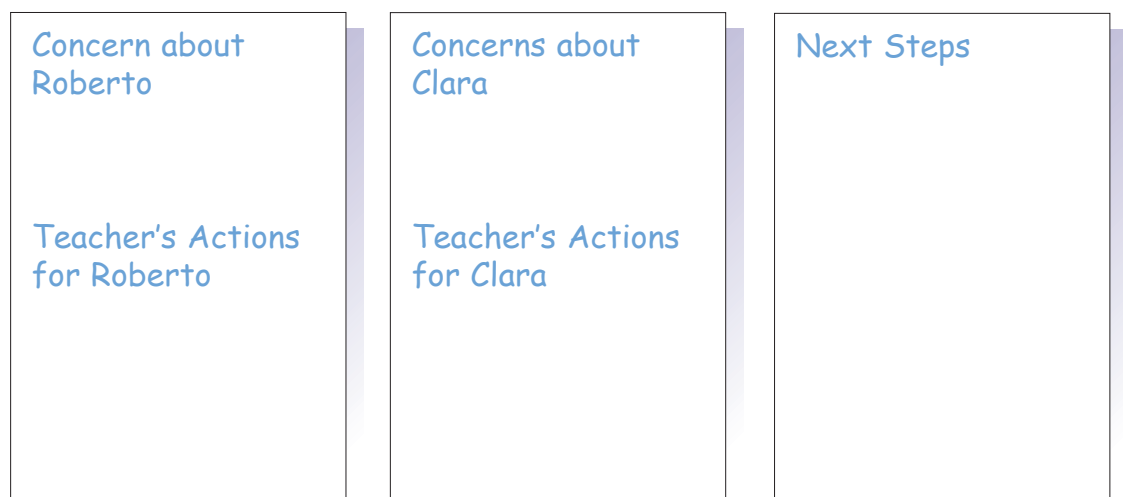 Concern about
Roberto
Teacher’s Actions
for Roberto
Concerns about
Clara
Teacher’s Actions
for Clara
Next Steps